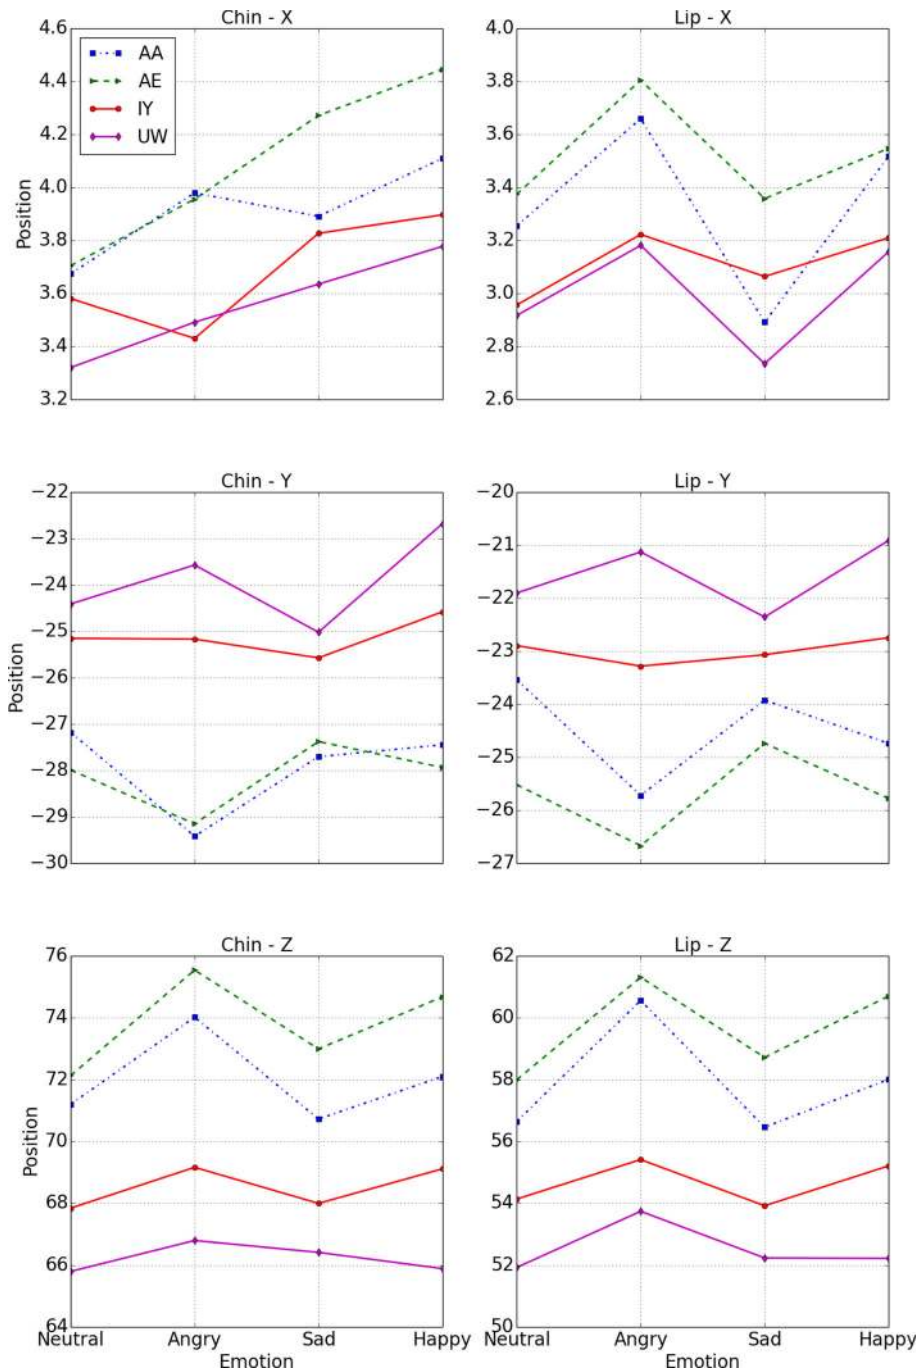 Chin - X
4.6
4.4
4.2
4.0
3.8
3.6
3.4
3.2
Position
AA
AE
IY
UW
Lip - X
4.0
3.8
3.6
3.4
3.2
3.0
2.8
2.6
Chin - Y
−22
−23
−24
−25
−26
−27
−28
−29
−30
Position
Lip - Y
−20
−21
−22
−23
−24
−25
−26
−27
Chin - Z
76
74
72
70
68
66
64
Position
Neutral Angry Sad Happy
Emotion
Lip - Z
62
60
58
56
54
52
50
Neutral Angry Sad Happy
Emotion